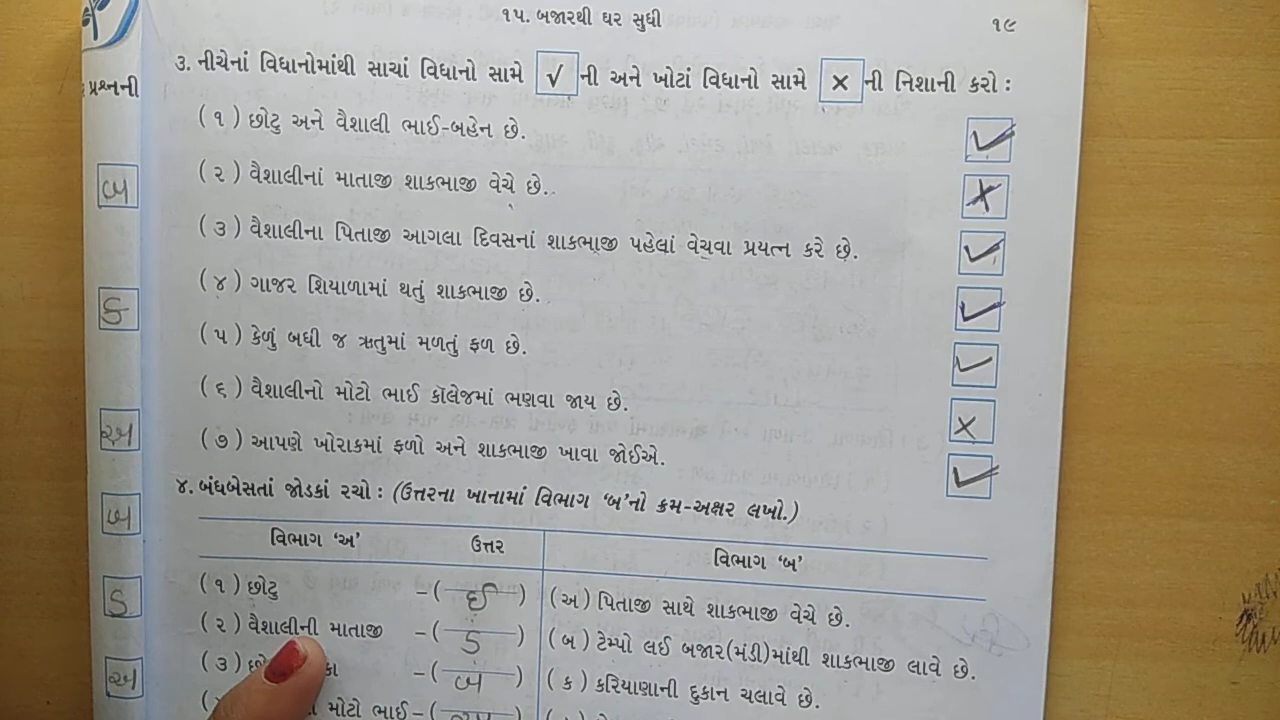 ૧૫. બજારથી ઘર સુધી
૧૯
પ્રશ્નની
૩. નીચેનાં વિધાનોમાંથી સાચાં વિધાનો સામે √ ની અને ખોટાં વિધાનો સામે × ની નિશાની કરો :
(૧) છોટુ અને વૈશાલી ભાઈ-બહેન છે. ✓
(૨) વૈશાલીનાં માતાજી શાકભાજી વેચે છે. ×
(૩) વૈશાલીના પિતાજી આગલા દિવસનાં શાકભાજી પહેલાં વેચવા પ્રયત્ન કરે છે. ✓
(૪) ગાજર શિયાળામાં થતું શાકભાજી છે. ✓
(૫) કેળું બધી જ ઋતુમાં મળતું ફળ છે. ✓
(૬) વૈશાલીનો મોટો ભાઈ કૉલેજમાં ભણવા જાય છે. ×
(૭) આપણે ખોરાકમાં ફળો અને શાકભાજી ખાવા જોઈએ. ✓
૪. બંધબેસતાં જોડકાં રચો : (ઉત્તરના ખાનામાં વિભાગ ‘બ’નો ક્રમ-અક્ષર લખો.)
વિભાગ ‘અ’ ઉત્તર વિભાગ ‘બ’
(૧) છોટુ – ( ઈ ) (અ) પિતાજી સાથે શાકભાજી વેચે છે.
(૨) વૈશાલીની માતાજી – ( ડ ) (બ) ટેમ્પો લઈ બજાર(મંડી)માંથી શાકભાજી લાવે છે.
(૩) – ( બ ) (ક) કરિયાણાની દુકાન ચલાવે છે.
મોટો ભાઈ – (
બ
ક
અ
બ
ડ
અ